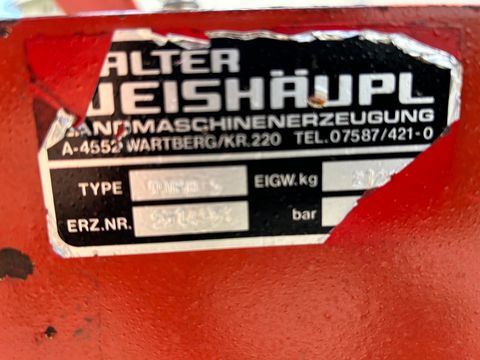 ALTER
WEISHÄUPL
LANDMASCHINENERZEUGUNG
A-4552 WARTBERG/KR.220 TEL.07587/421-0
TYPE EIGW.kg
ERZ.NR. bar